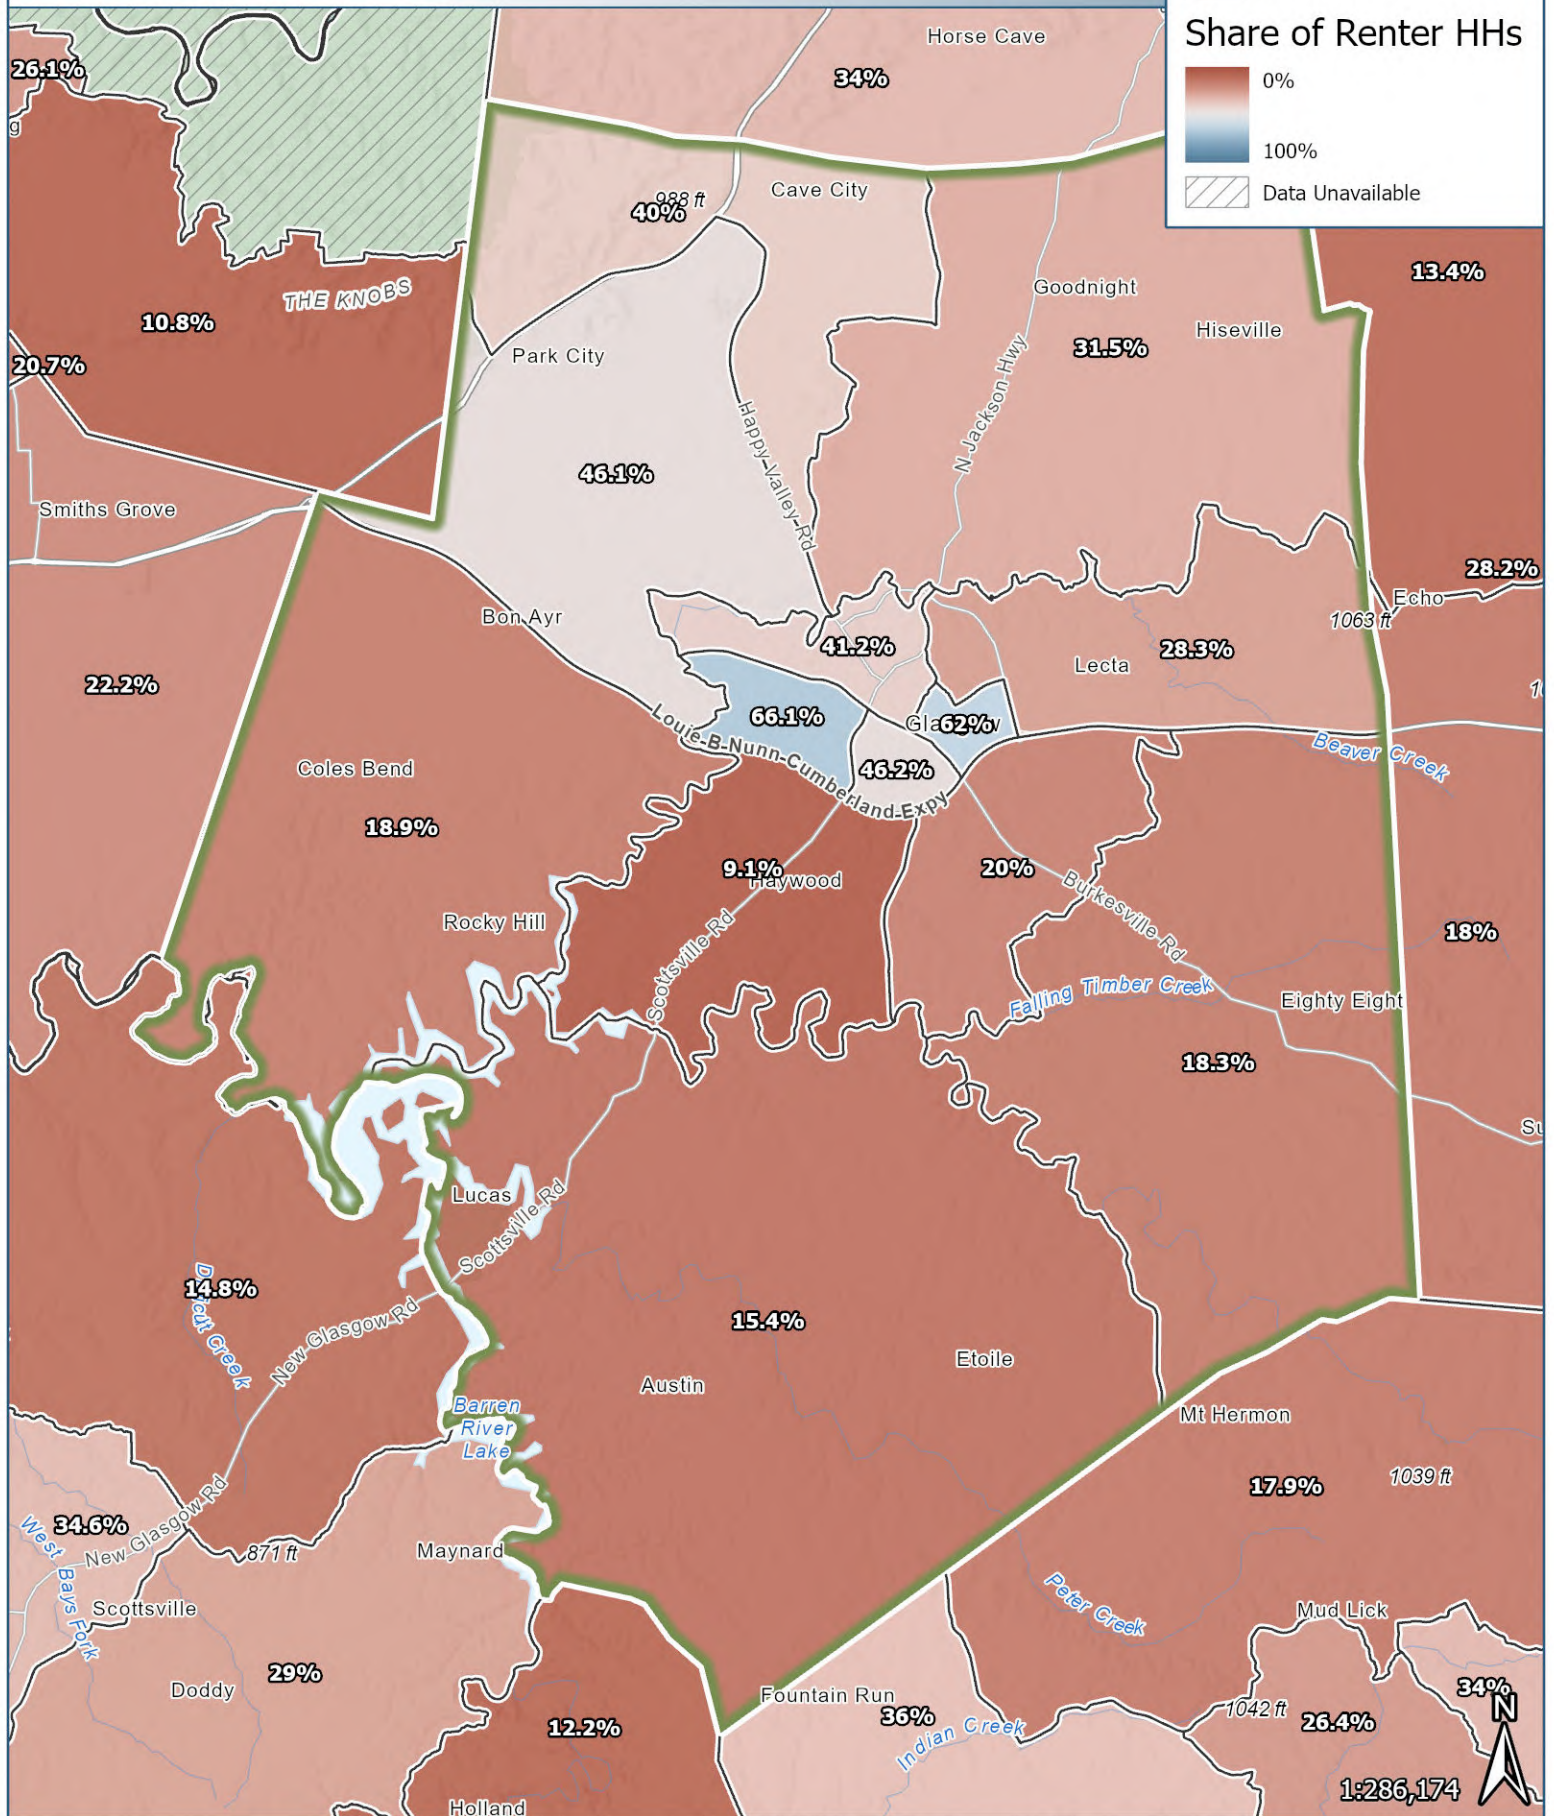 Share of Renter HHs
0%
100%
Data Unavailable
Horse Cave
34%
26.1%
g
Cave City
988 ft
40%
13.4%
Goodnight
THE KNOBS
10.8%
Hiseville
31.5%
Park City
20.7%
N Jackson Hwy
Happy Valley Rd
46.1%
Smiths Grove
28.2%
Echo
1063 ft
Bon Ayr
41.2%
28.3%
Lecta
22.2%
66.1%
62%
Louie B Nunn Cumberland Expy
46.2%
Beaver Creek
Coles Bend
18.9%
9.1%
Haywood
20%
Burkesville Rd
Rocky Hill
18%
Scottsville Rd
Falling Timber Creek
Eighty Eight
18.3%
Su
Lucas
Scottsville Rd
14.8%
New Glasgow Rd
15.4%
Etoile
Austin
Barren
River
Lake
Mt Hermon
1039 ft
17.9%
34.6%
New Glasgow Rd
871 ft
Maynard
West Bays Fork
Scottsville
Peter Creek
Mud Lick
29%
Doddy
34%
N
Fountain Run
36%
1042 ft
26.4%
12.2%
Indian Creek
1:286,174
Holland